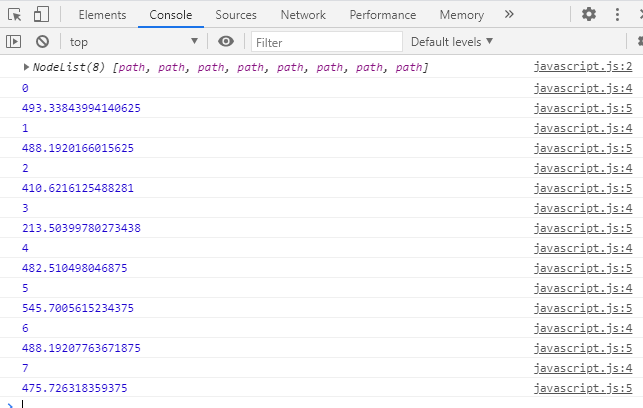 Elements Console Sources Network Performance Memory »
top Filter Default levels
NodeList(8) [path, path, path, path, path, path, path, path] javascript.js:2
0 javascript.js:4
493.33843994140625 javascript.js:5
1 javascript.js:4
488.1920166015625 javascript.js:5
2 javascript.js:4
410.6216125488281 javascript.js:5
3 javascript.js:4
213.50399780273438 javascript.js:5
4 javascript.js:4
482.510498046875 javascript.js:5
5 javascript.js:4
545.7005615234375 javascript.js:5
6 javascript.js:4
488.19207763671875 javascript.js:5
7 javascript.js:4
475.726318359375 javascript.js:5